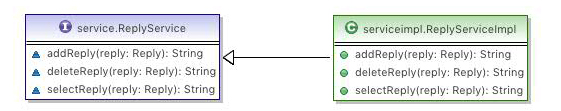 service.ReplyService
addReply(reply: Reply): String
deleteReply(reply: Reply): String
selectReply(reply: Reply): String
serviceimpl.ReplyServiceImpl
addReply(reply: Reply): String
deleteReply(reply: Reply): String
selectReply(reply: Reply): String